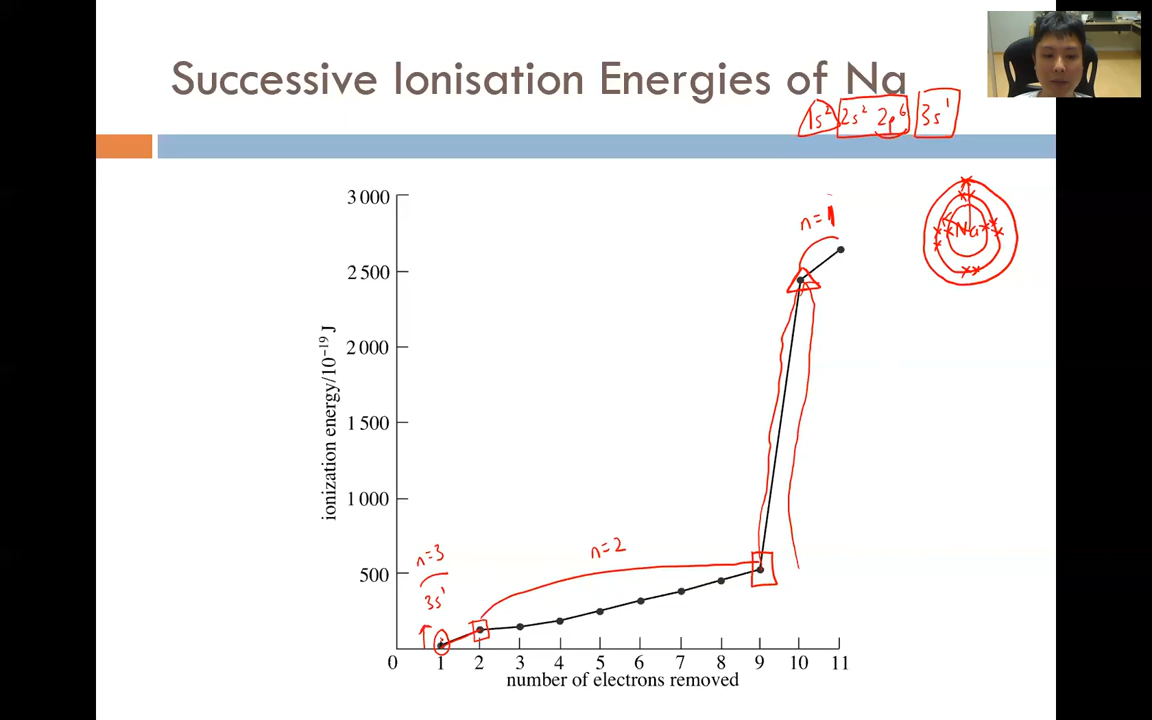 Successive Ionisation Energies of Na
1s² 2s² 2p⁶ 3s¹
Na
3 000
2 500
2 000
1 500
1 000
500
ionization energy/10⁻¹⁹ J
n=1
n=2
n=3
3s¹
0 1 2 3 4 5 6 7 8 9 10 11
number of electrons removed